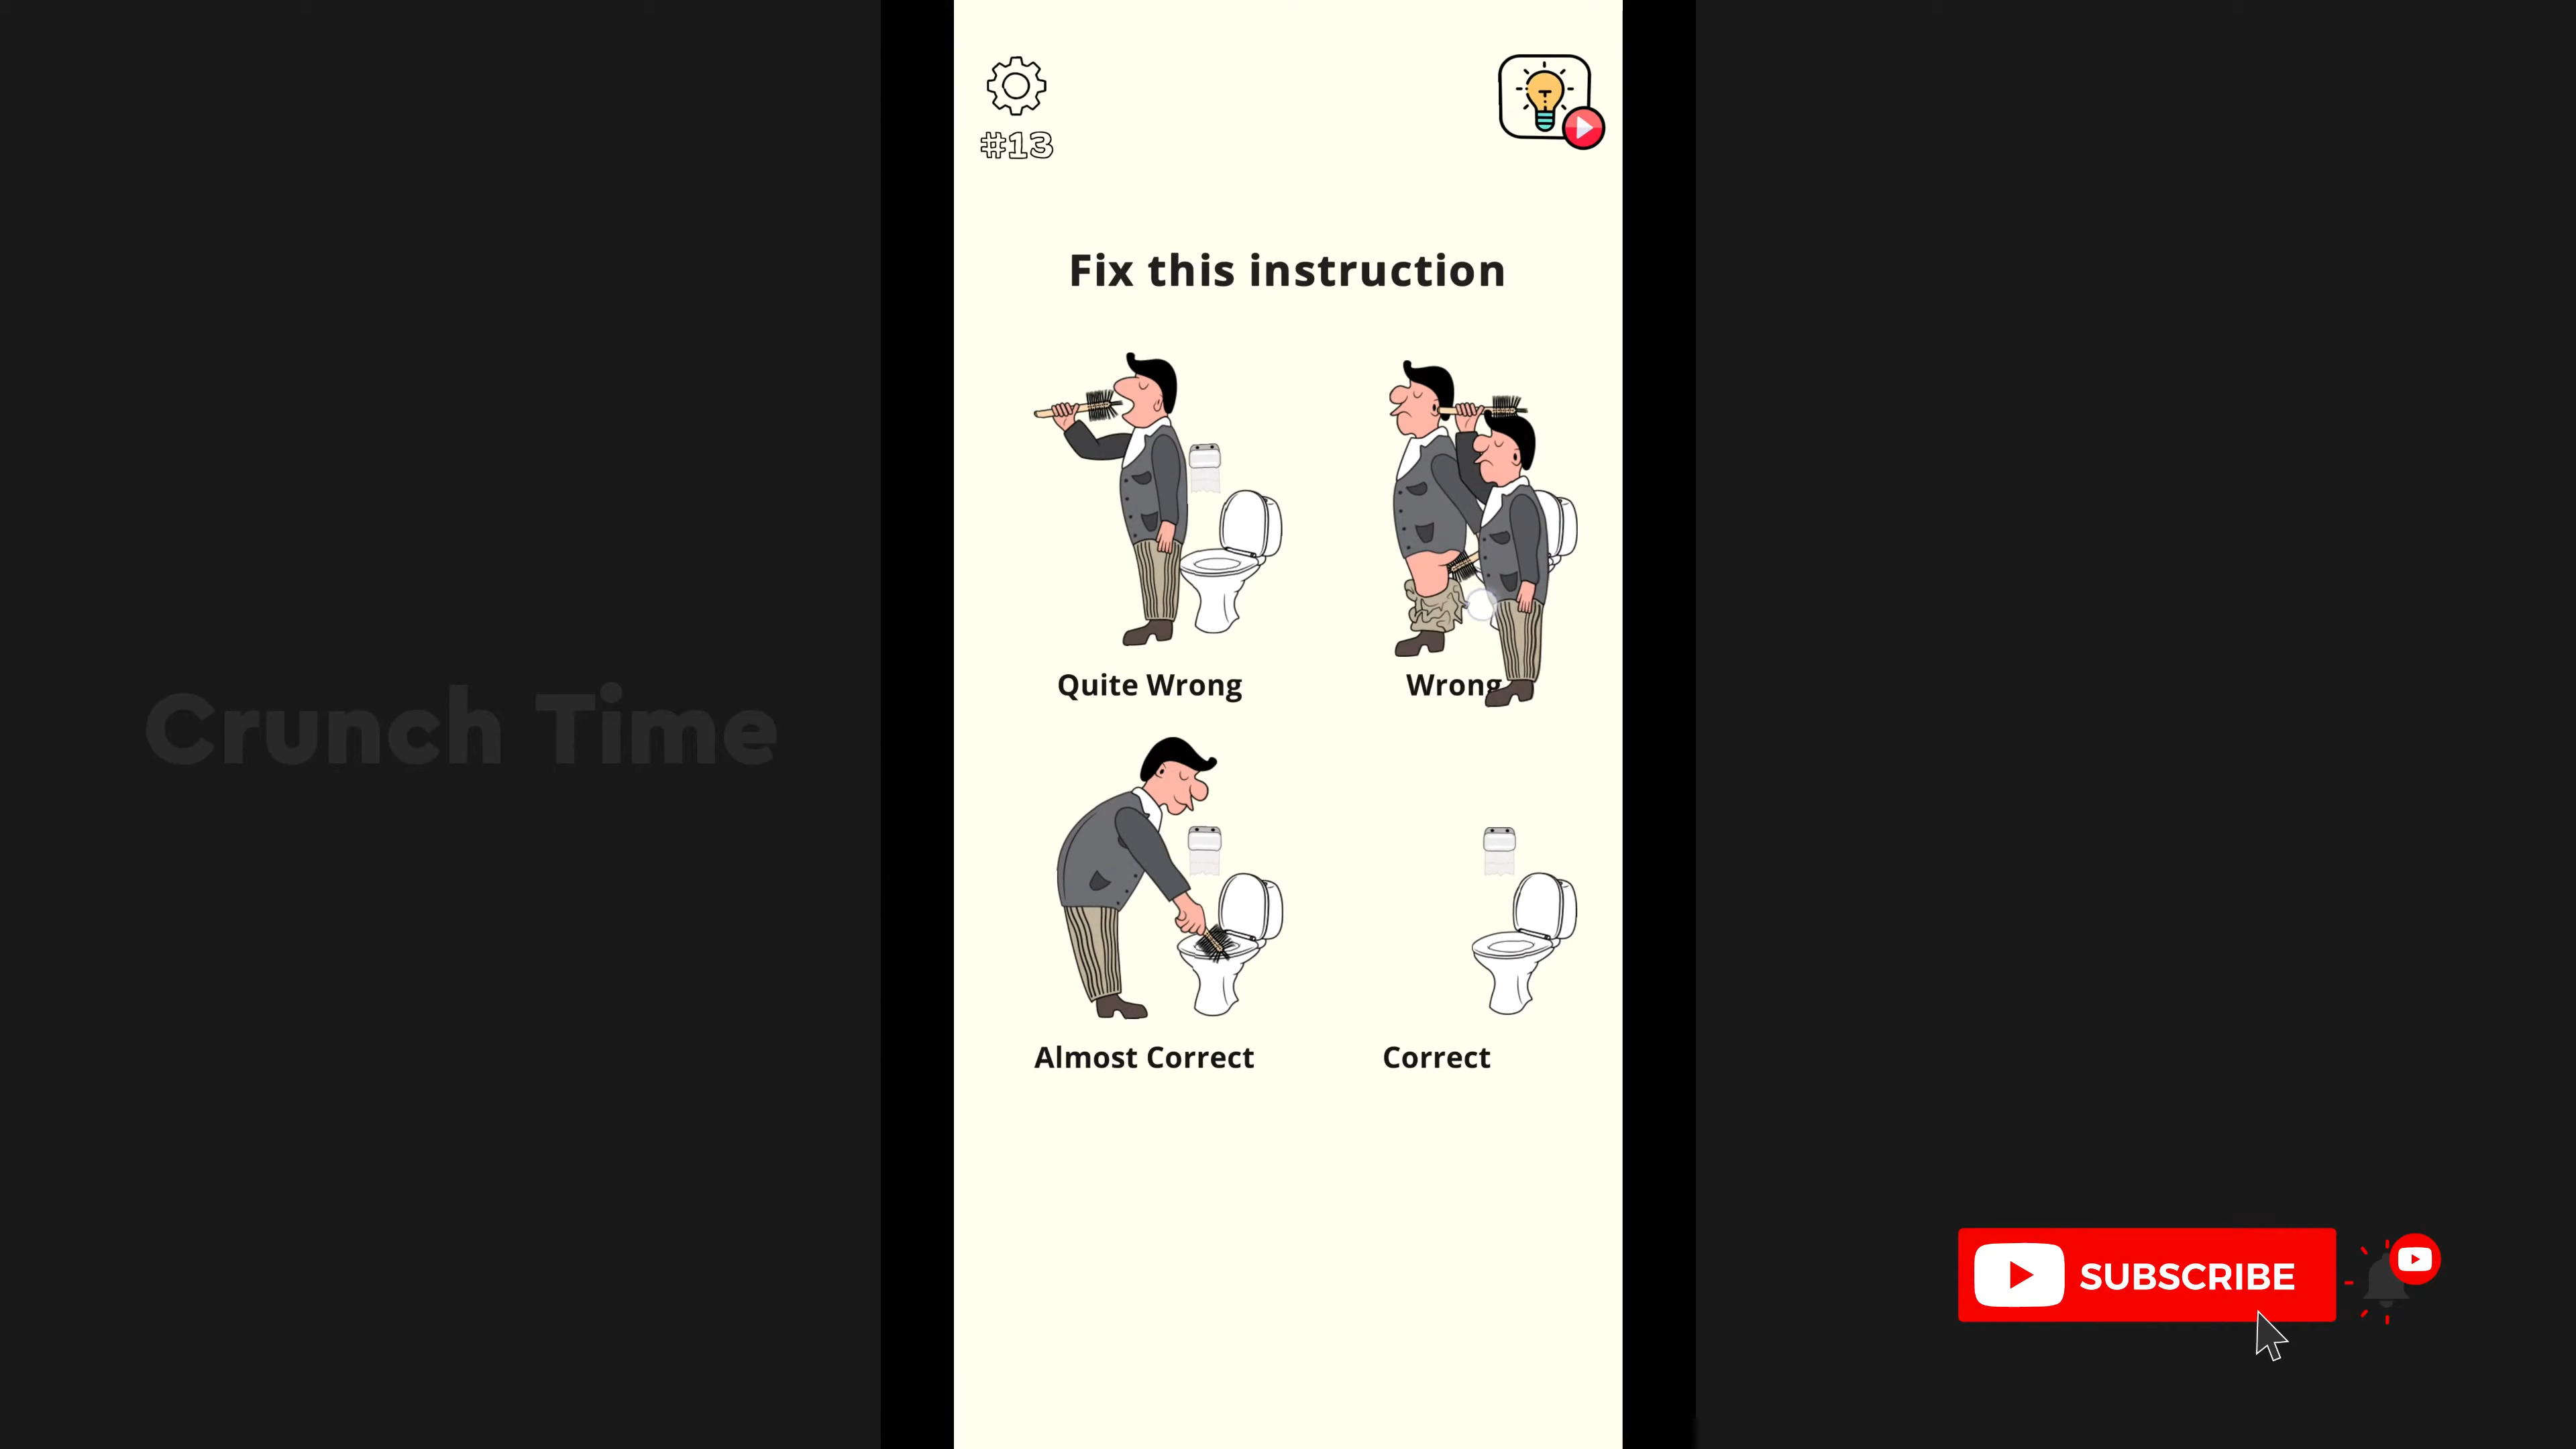 #13
Fix this instruction
Quite Wrong
Wrong
Crunch Time
Almost Correct
Correct
SUBSCRIBE